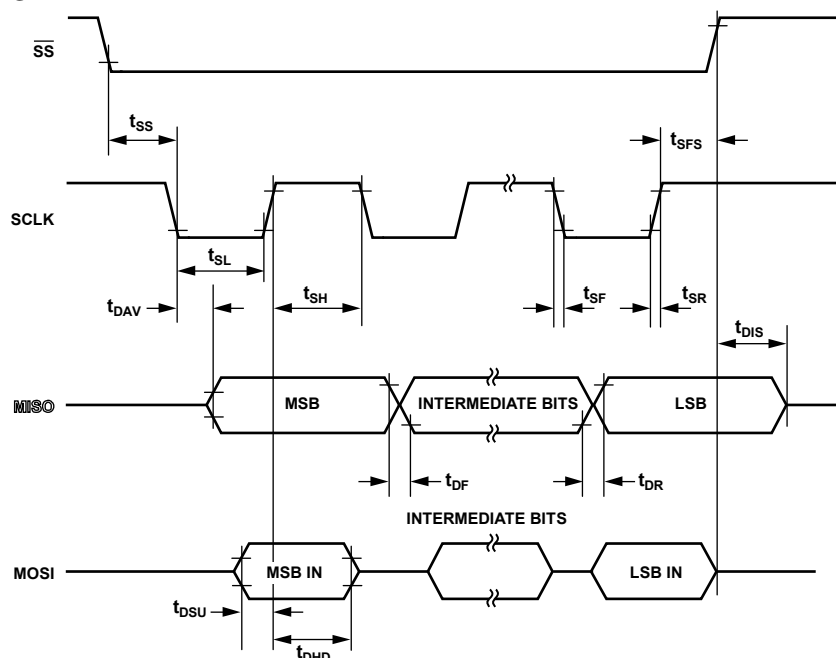 SS
tSS
tSFS
SCLK
tSL
tSH
tSF
tSR
tDAV
tDIS
MISO
MSB
INTERMEDIATE BITS
LSB
tDF
tDR
INTERMEDIATE BITS
MOSI
MSB IN
LSB IN
tDSU
tDHD